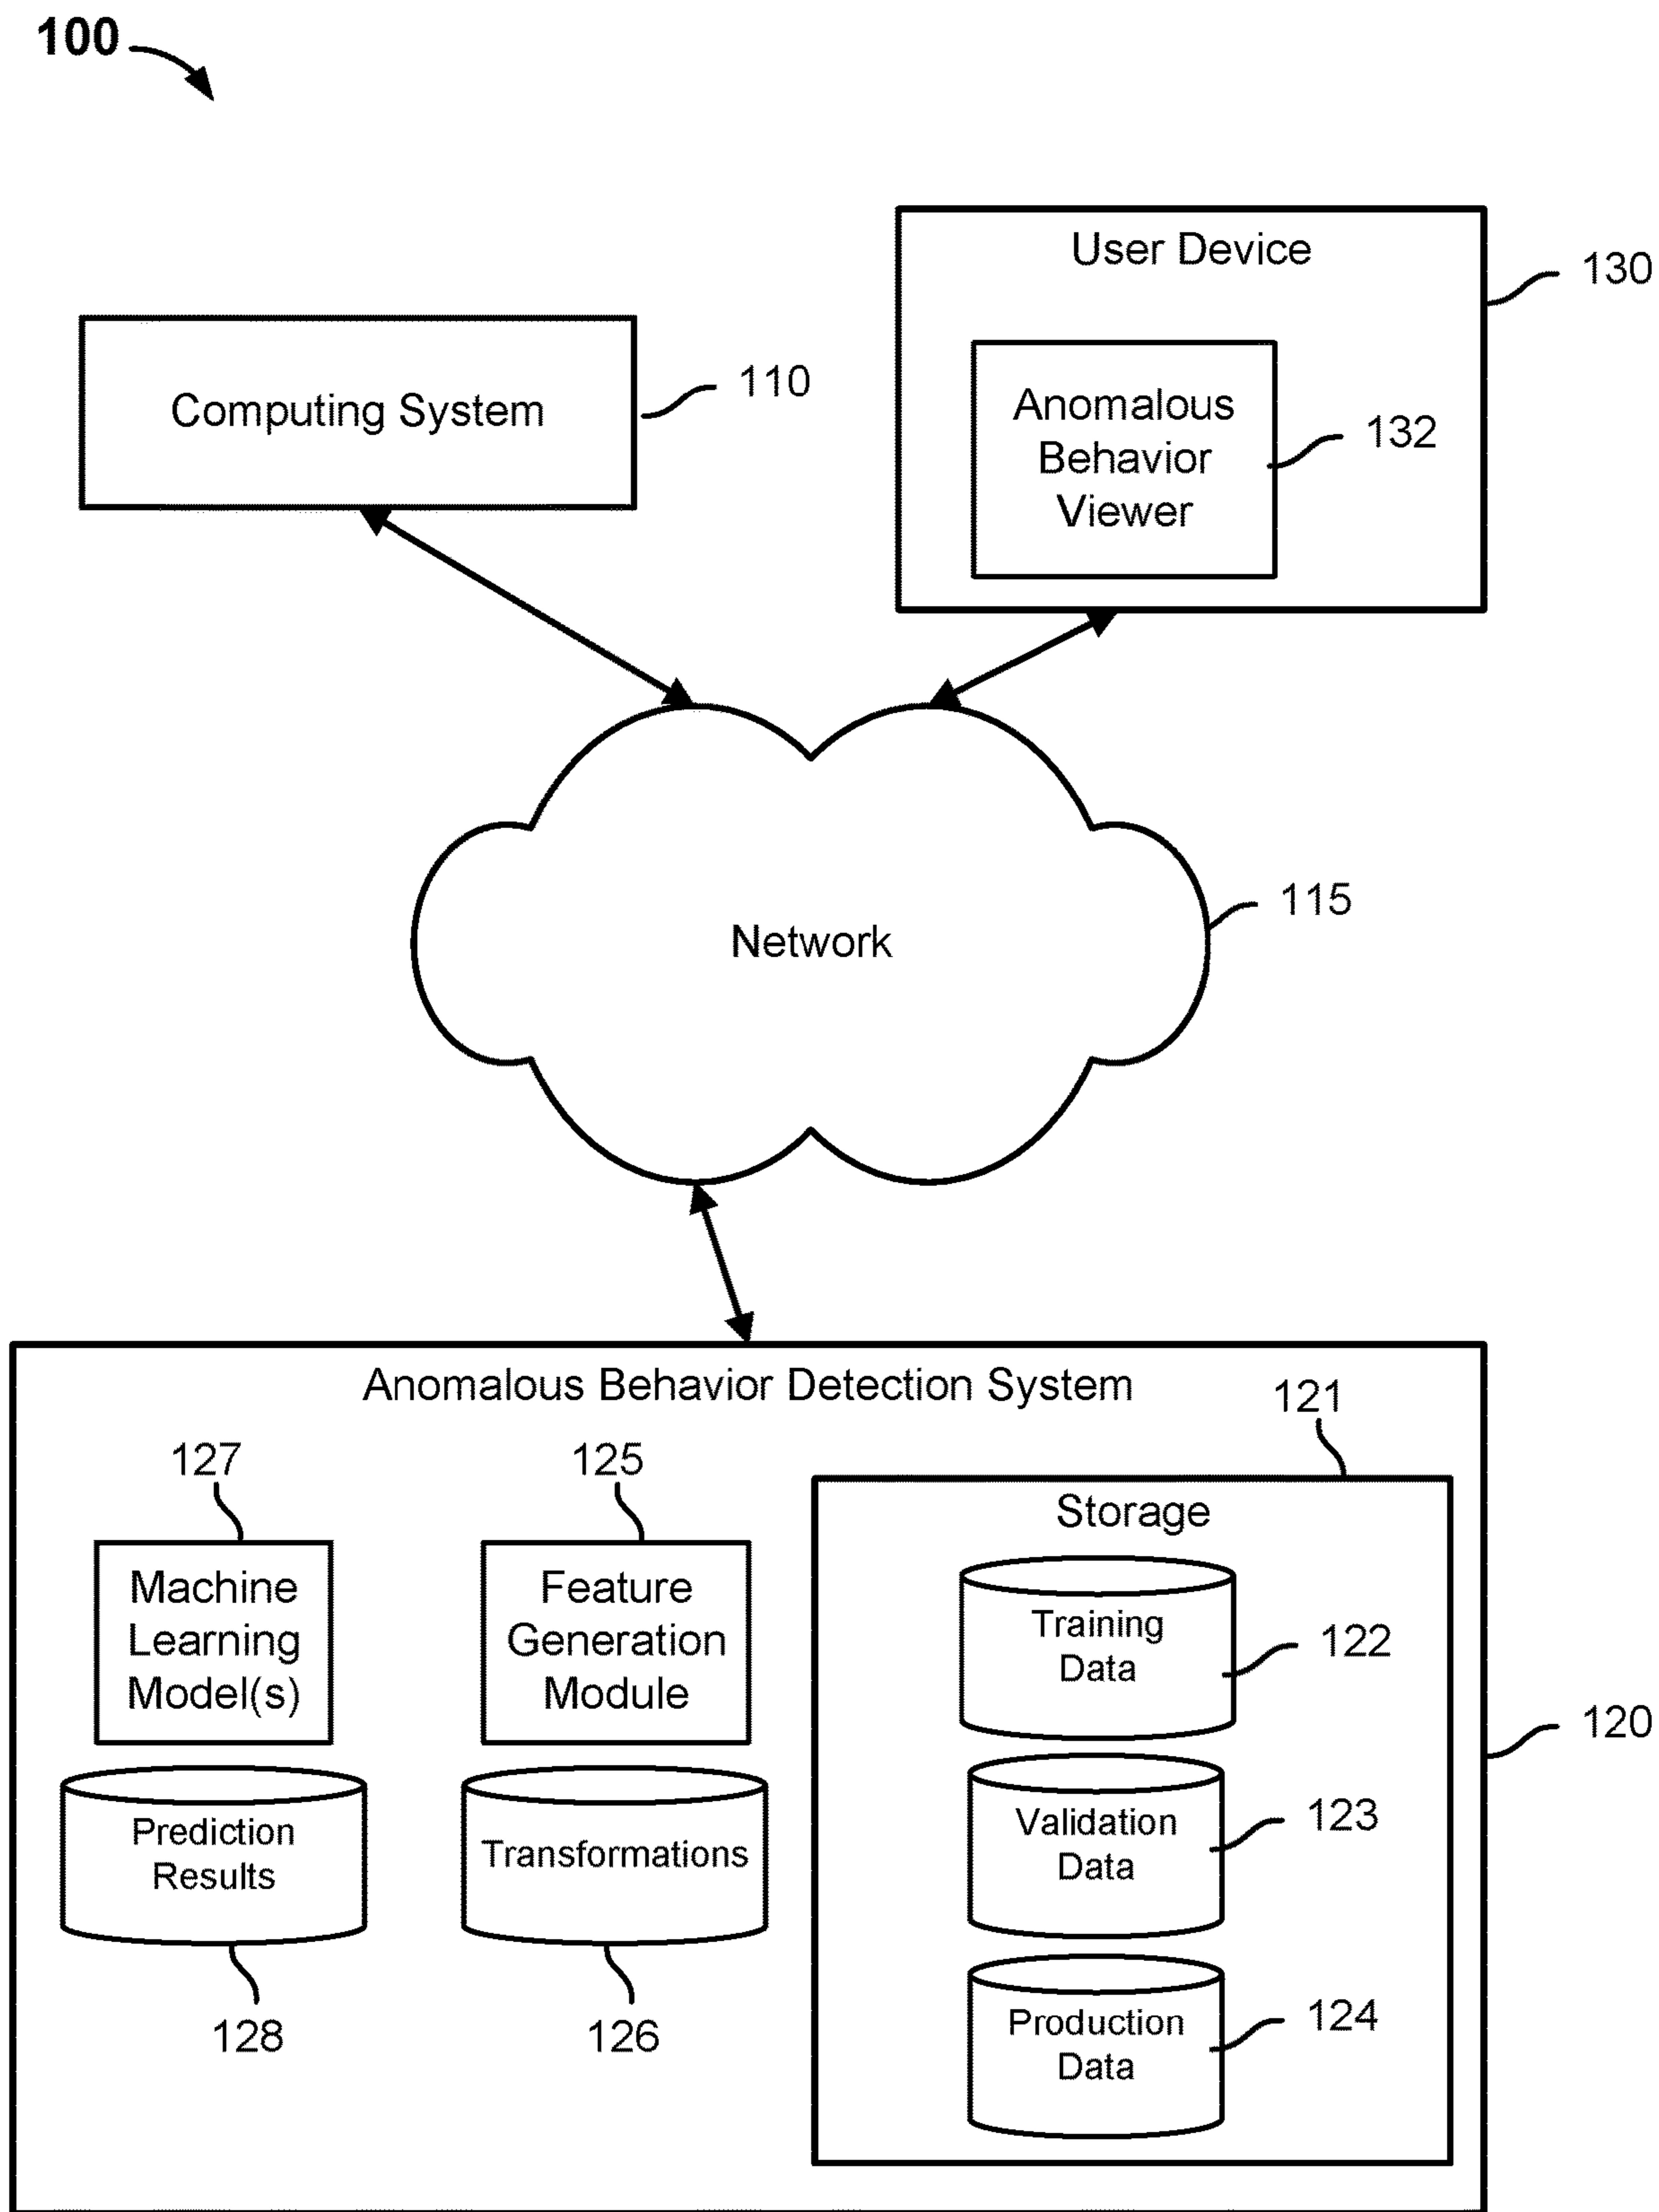 100
User Device
130
Computing System
110
Anomalous
Behavior
Viewer
132
Network
115
Anomalous Behavior Detection System
121
127
125
Storage
Machine
Learning
Model(s)
Feature
Generation
Module
Training
Data
122
120
Prediction
Results
Transformations
Validation
Data
123
128
126
Production
Data
124